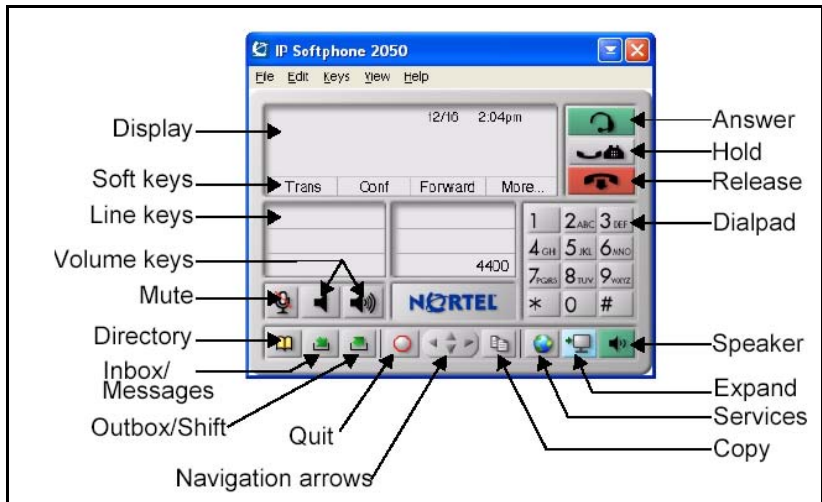 IP Softphone 2050
File Edit Keys View Help
12/16 2:04pm
Trans Conf Forward More...
4400
NORTEL
1 2ABC 3DEF
4GHI 5JKL 6MNO
7PQRS 8TUV 9WXYZ
* 0 #
Display
Soft keys
Line keys
Volume keys
Mute
Directory
Inbox/
Messages
Outbox/Shift
Quit
Navigation arrows
Answer
Hold
Release
Dialpad
Speaker
Expand
Services
Copy